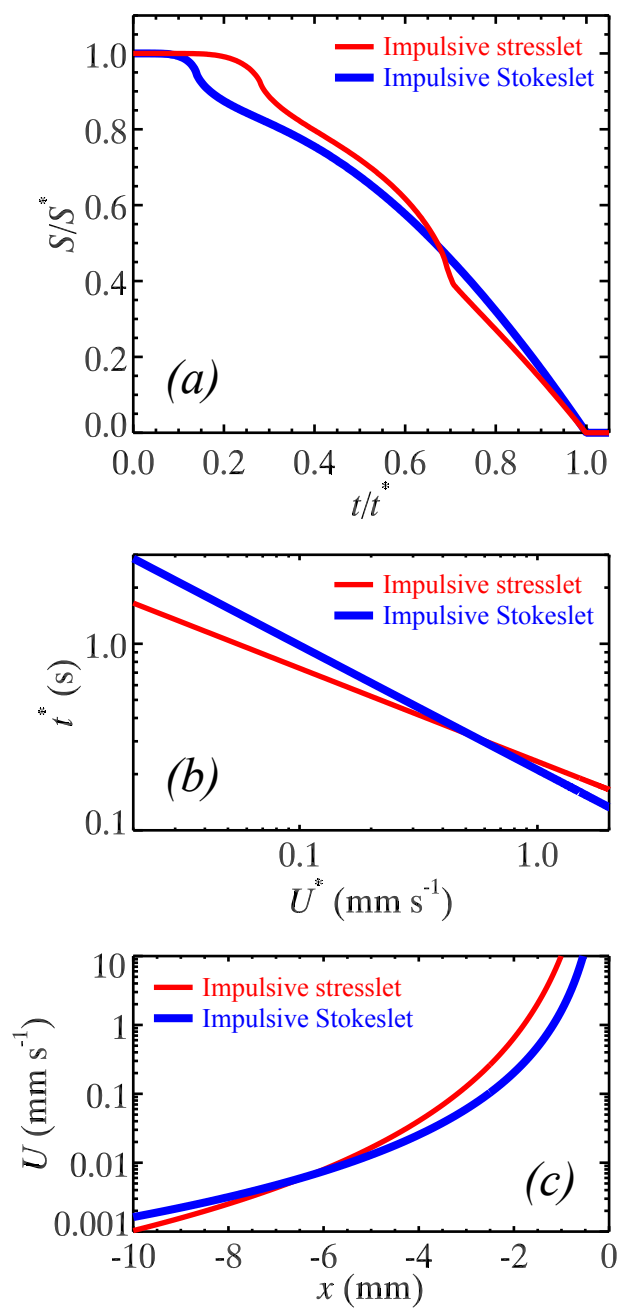 1.0
0.8
0.6
0.4
0.2
0.0
S/S*
Impulsive stresslet
Impulsive Stokeslet
(a)
0.0 0.2 0.4 0.6 0.8 1.0
t/t*
1.0
0.1
t* (s)
Impulsive stresslet
Impulsive Stokeslet
(b)
0.1 1.0
U* (mm s⁻¹)
10
1
0.1
0.01
0.001
U (mm s⁻¹)
Impulsive stresslet
Impulsive Stokeslet
(c)
-10 -8 -6 -4 -2 0
x (mm)